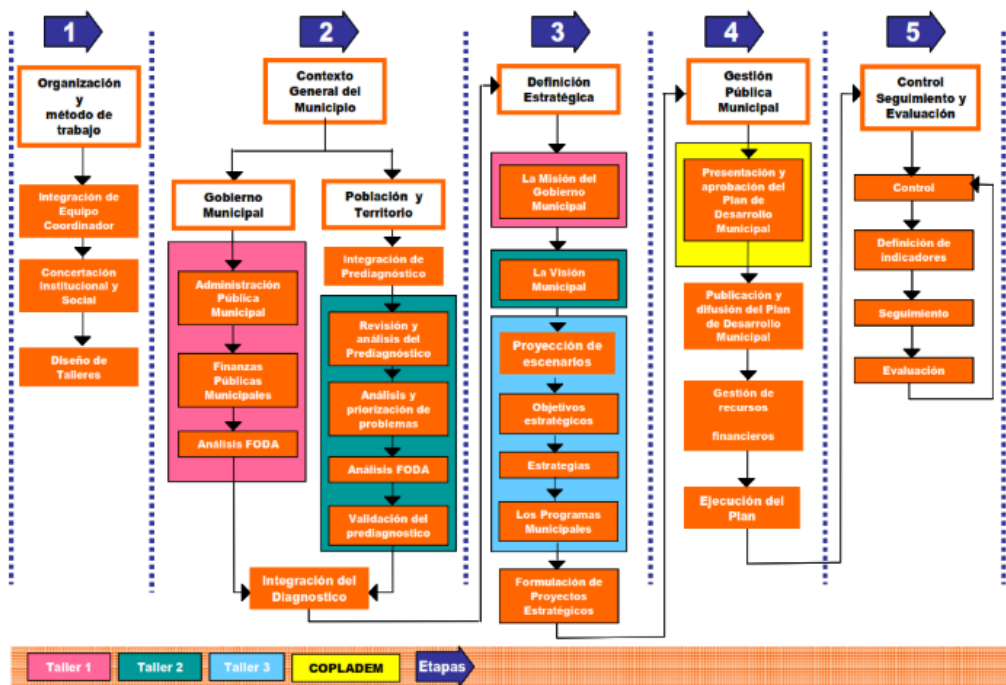 1
2
3
4
5
Organización
y
método de
trabajo
Integración de
Equipo
Coordinador
Concertación
Institucional y
Social
Diseño de
Talleres
Contexto
General del
Municipio
Gobierno
Municipal
Administración
Pública
Municipal
Finanzas
Públicas
Municipales
Análisis FODA
Población y
Territorio
Integración de
Prediagnóstico
Revisión y
análisis del
Prediagnóstico
Análisis y
priorización de
problemas
Análisis FODA
Validación del
prediagnostico
Integración del
Diagnostico
Definición
Estratégica
La Misión del
Gobierno
Municipal
La Visión
Municipal
Proyección de
escenarios
Objetivos
estratégicos
Estrategias
Los Programas
Municipales
Formulación de
Proyectos
Estratégicos
Gestión
Pública
Municipal
Presentación y
aprobación del
Plan de
Desarrollo
Municipal
Publicación y
difusión del Plan
de Desarrollo
Municipal
Gestión de
recursos
financieros
Ejecución del
Plan
Control
Seguimiento y
Evaluación
Control
Definición de
indicadores
Seguimiento
Evaluación
Taller 1
Taller 2
Taller 3
COPLADEM
Etapas